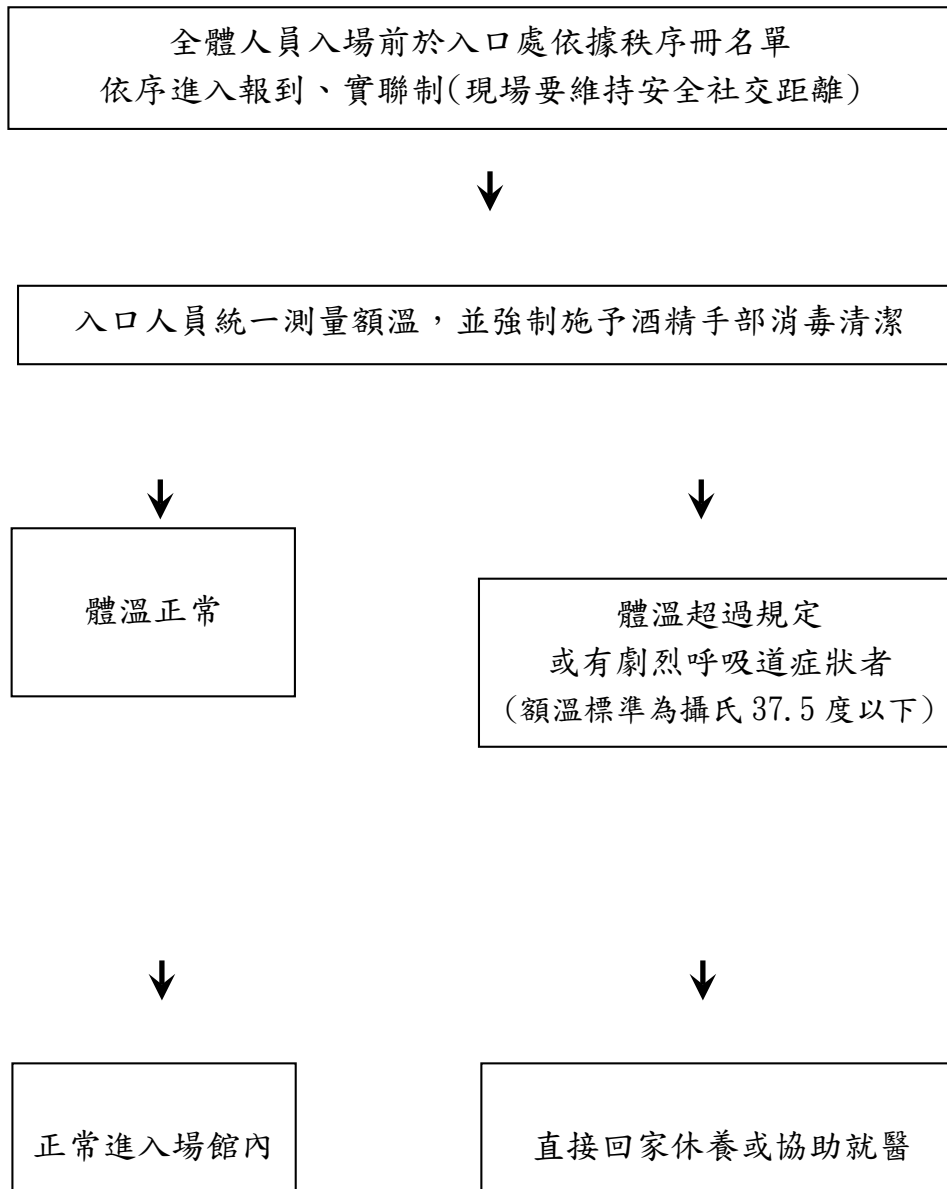 全體人員入場前於入口處依據秩序冊名單
依序進入報到、實聯制(現場要維持安全社交距離)
入口人員統一測量額溫，並強制施予酒精手部消毒清潔
體溫正常
體溫超過規定
或有劇烈呼吸道症狀者
(額溫標準為攝氏 37.5 度以下)
正常進入場館內
直接回家休養或協助就醫